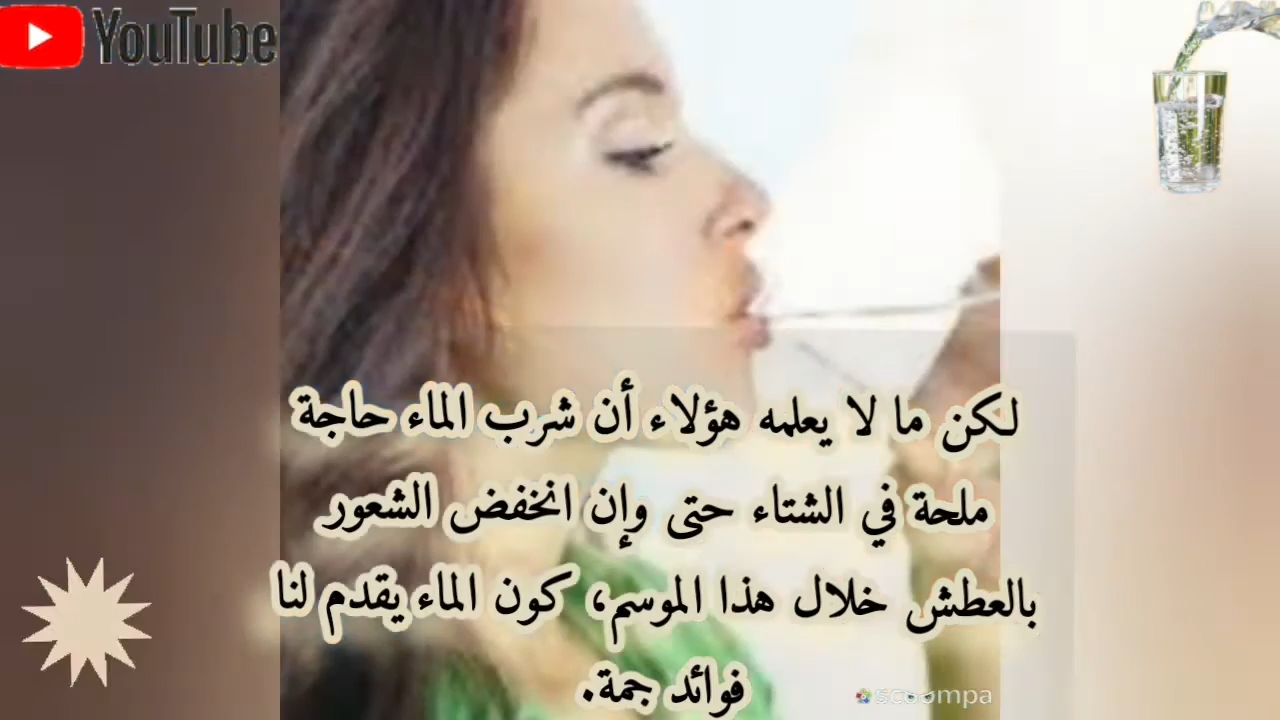 YouTube
لكن ما لا يعلمه هؤلاء أن شرب الماء حاجة
ملحة في الشتاء حتى وإن انخفض الشعور
بالعطش خلال هذا الموسم، كون الماء يقدم لنا
فوائد جمة.
scoompa